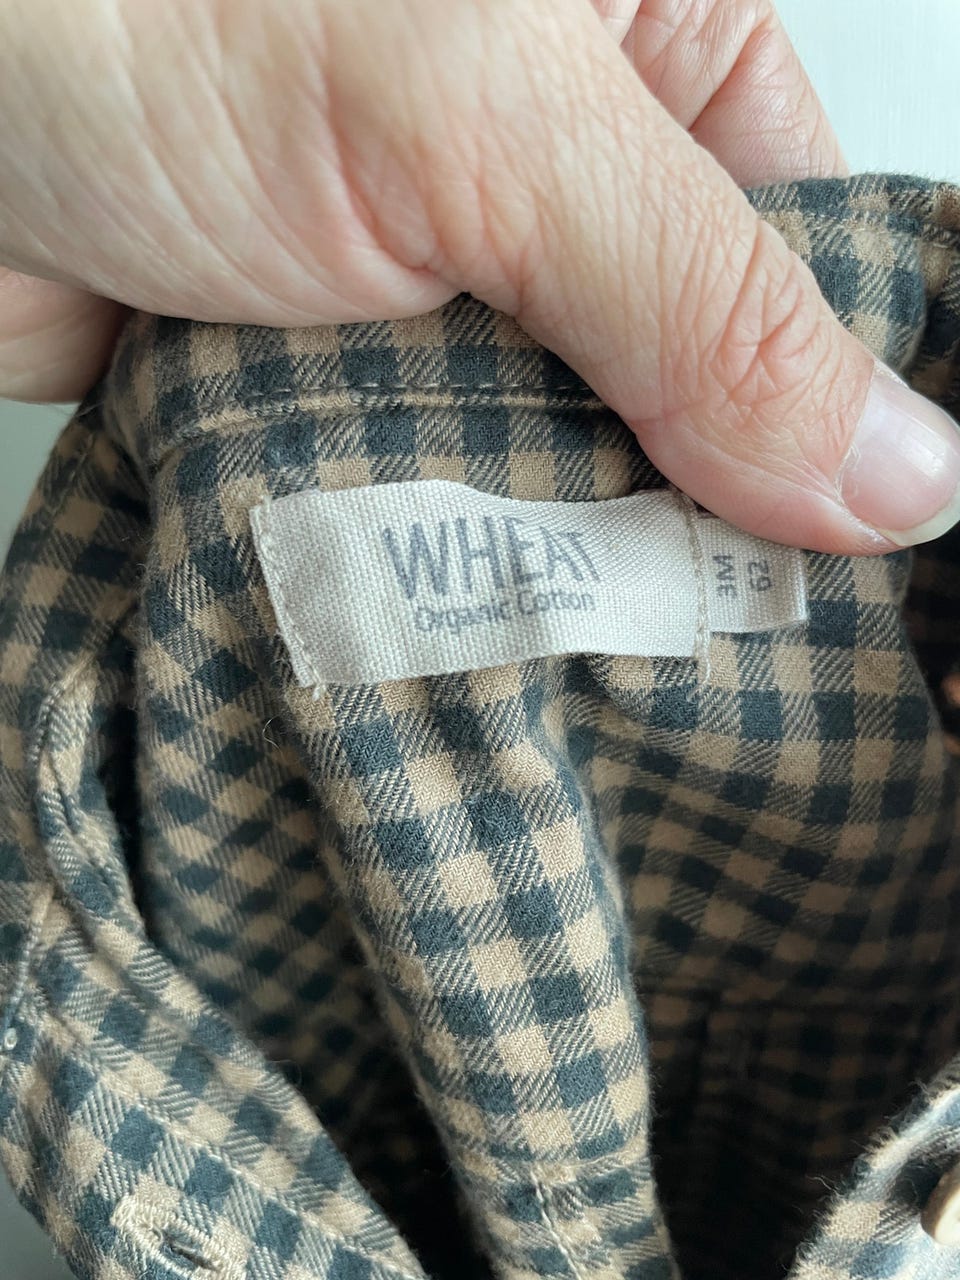 WHEAT
Organic Cotton
3M
62